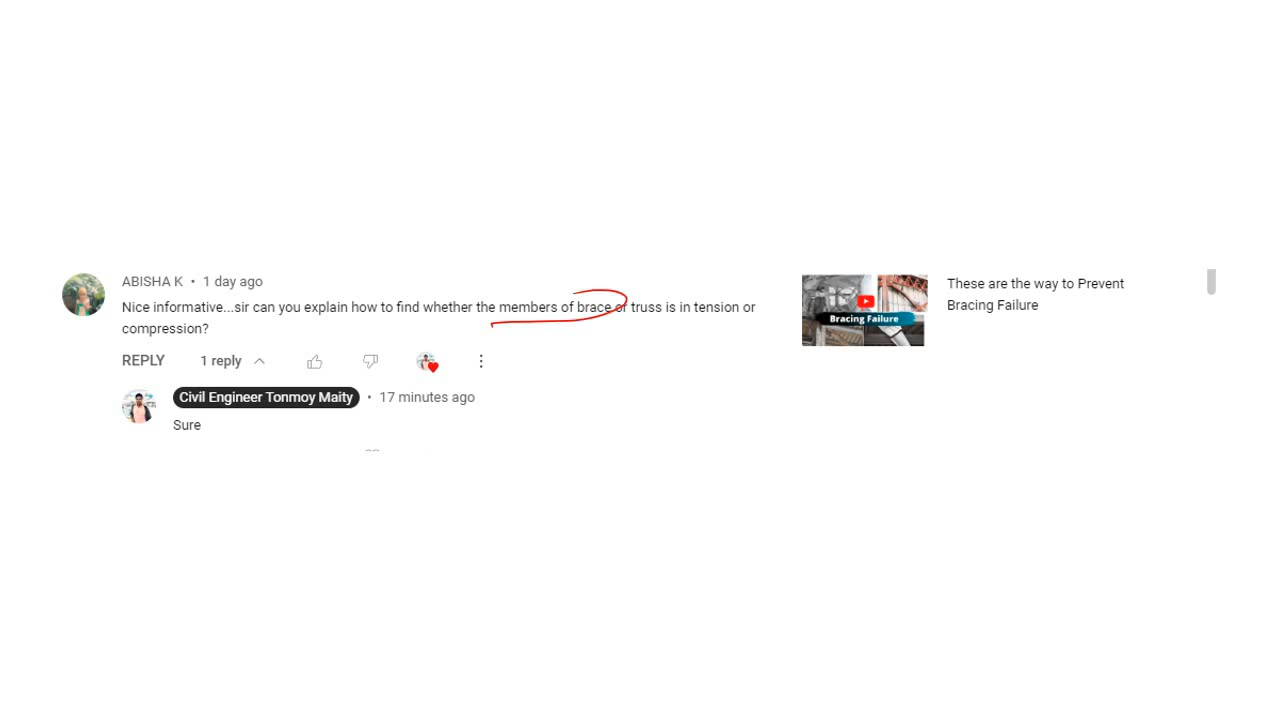 ABISHA K • 1 day ago
Nice informative...sir can you explain how to find whether the members of brace or truss is in tension or
compression?
REPLY 1 reply
Civil Engineer Tonmoy Maity • 17 minutes ago
Sure
Bracing Failure
These are the way to Prevent
Bracing Failure